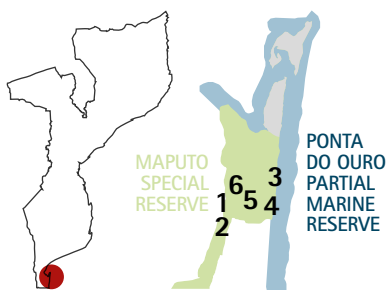 MAPUTO
SPECIAL
RESERVE
1
2
6
5
3
4
PONTA
DO OURO
PARTIAL
MARINE
RESERVE